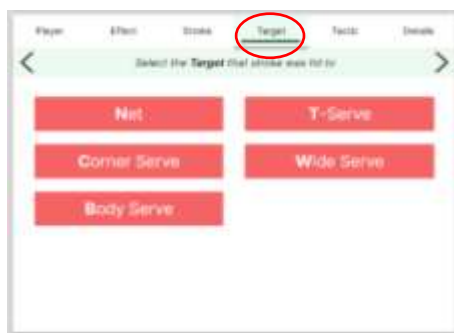 Player Effect Stroke Target Tactic Details
Select the Target that stroke was hit to
Net T-Serve
Corner Serve Wide Serve
Body Serve